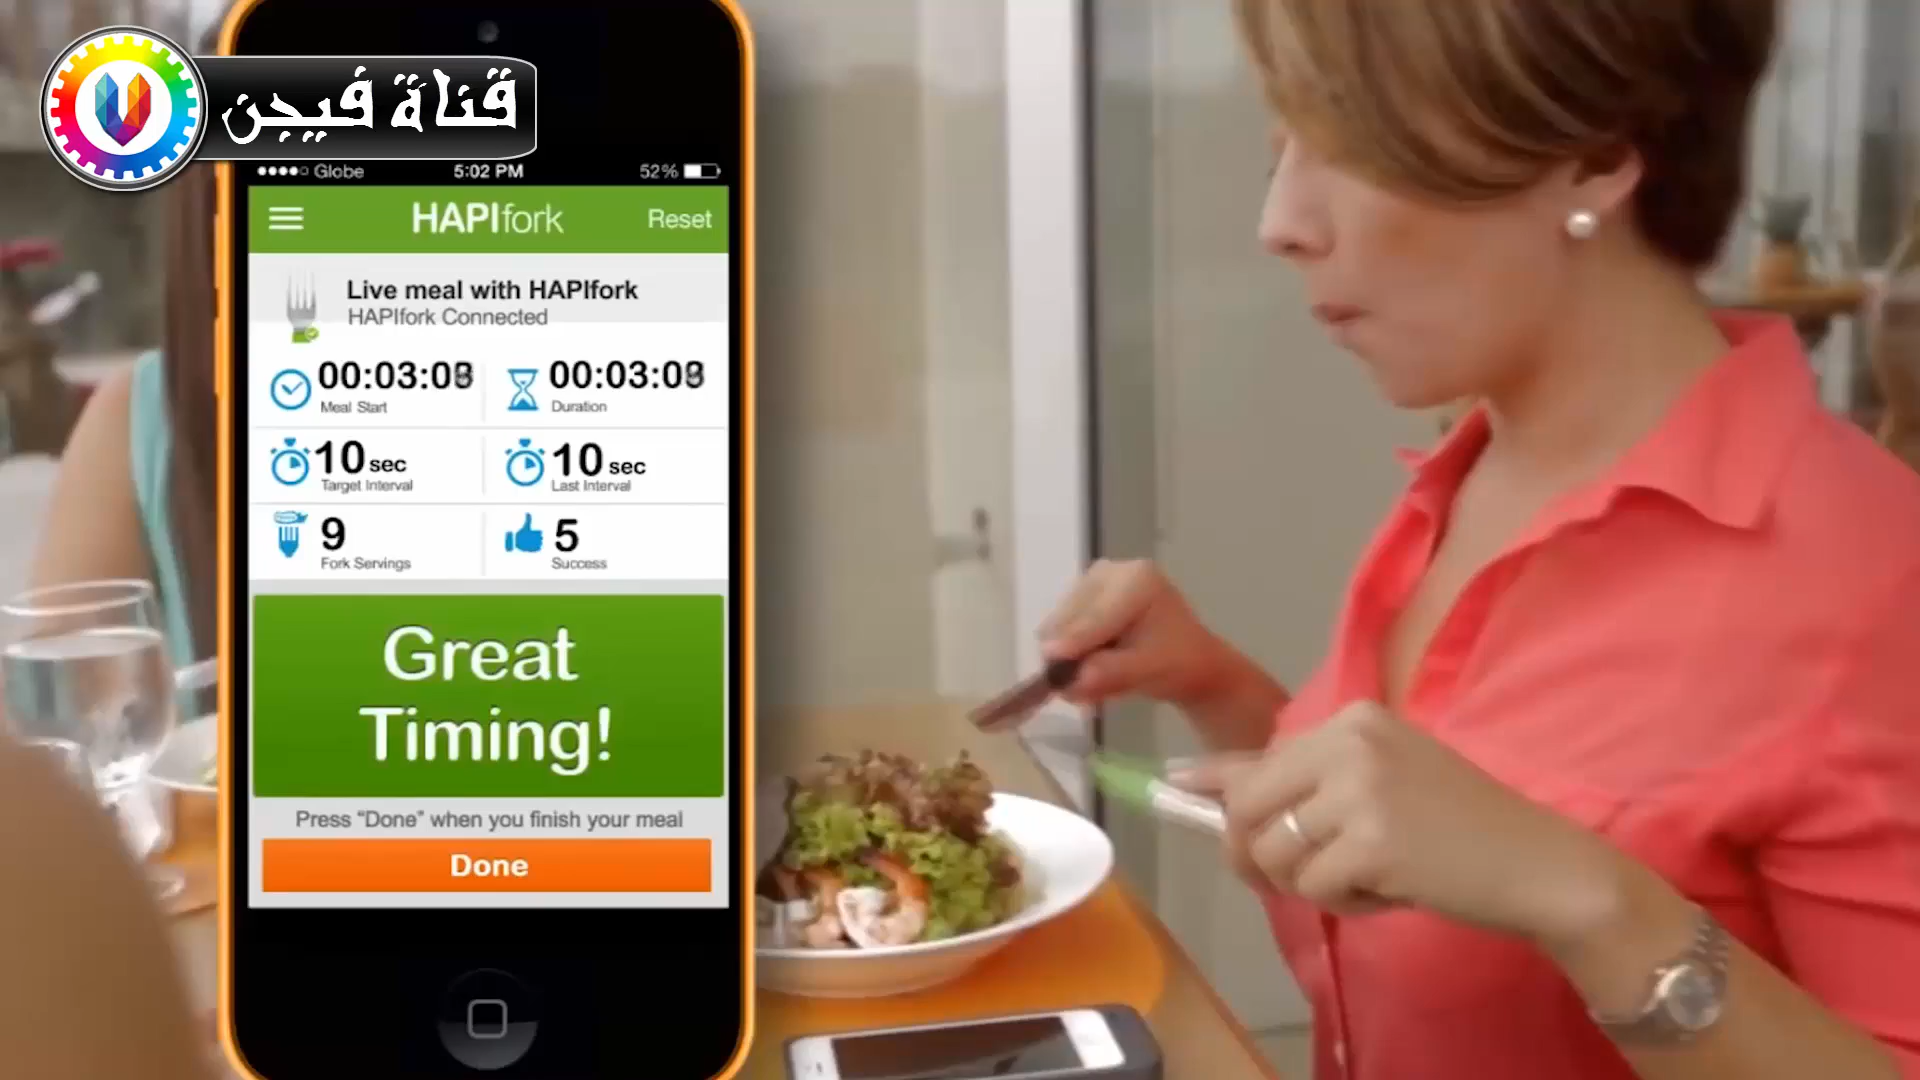 قناة فيجن
Globe 5:02 PM 52%
HAPIfork Reset
Live meal with HAPIfork
HAPIfork Connected
00:03:08 00:03:08
Meal Start Duration
10 sec 10 sec
Target Interval Last Interval
9 5
Fork Servings Success
Great
Timing!
Press “Done” when you finish your meal
Done